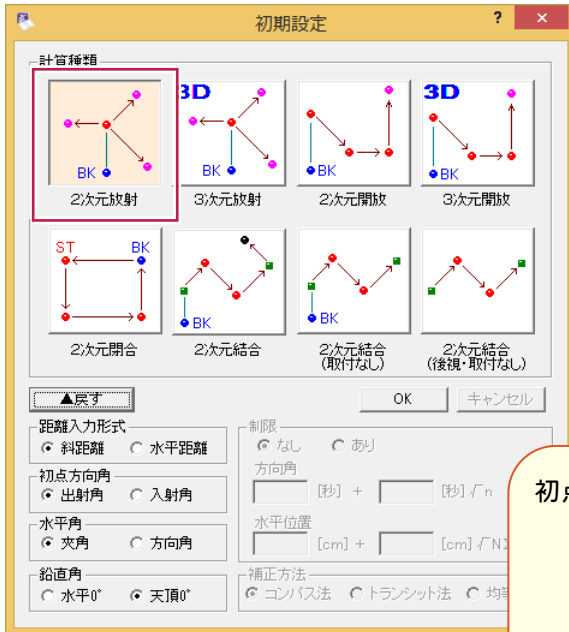 初期設定
? ×
計算種類
BK
3D
BK
BK
3D
BK
2次元放射 3次元放射 2次元開放 3次元開放
ST BK
BK
BK
2次元閉合 2次元結合 2次元結合 2次元結合
(取付なし) (後視・取付なし)
▲戻す OK キャンセル
距離入力形式
斜距離 水平距離
初点方向角
出射角 入射角
水平角
夾角 方向角
鉛直角
水平0° 天頂0°
制限
なし あり
方向角
[秒] + [秒]√n
水平位置
[cm] + [cm]√N
補正方法
コンパス法 トランシット法 均等
初点